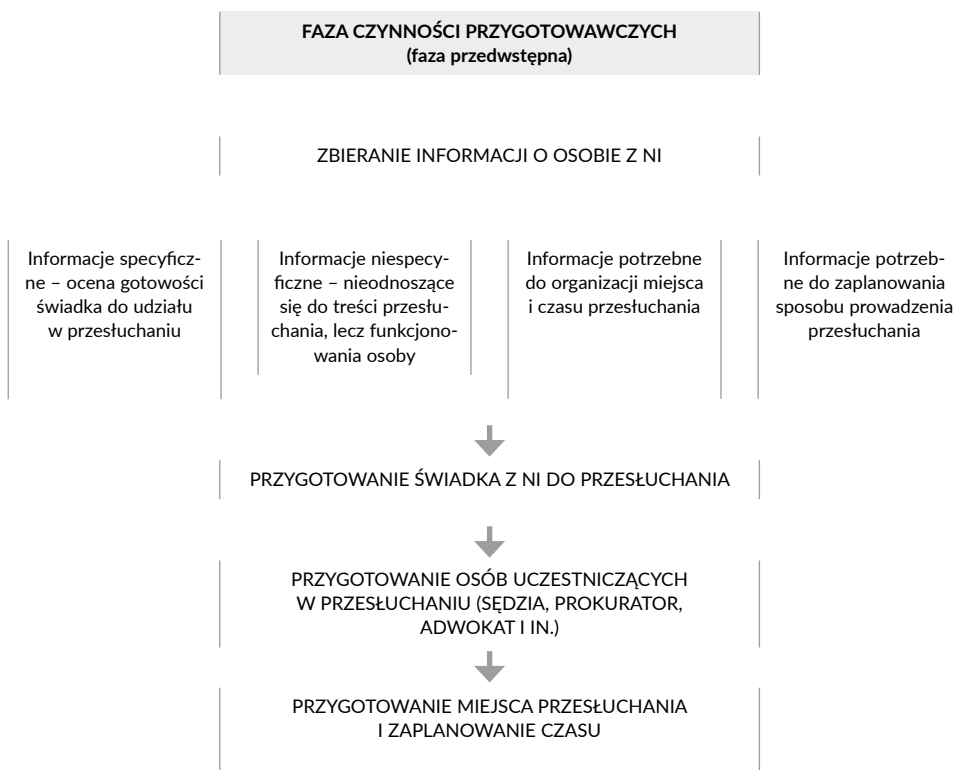 FAZA CZYNNOŚCI PRZYGOTOWAWCZYCH
(faza przedwstępna)
ZBIERANIE INFORMACJI O OSOBIE Z NI
Informacje specyficz-
ne – ocena gotowości
świadka do udziału
w przesłuchaniu
Informacje niespecy-
ficzne – nieodnoszące
się do treści przesłu-
chania, lecz funkcjono-
wania osoby
Informacje potrzebne
do organizacji miejsca
i czasu przesłuchania
Informacje potrzeb-
ne do zaplanowania
sposobu prowadzenia
przesłuchania
PRZYGOTOWANIE ŚWIADKA Z NI DO PRZESŁUCHANIA
PRZYGOTOWANIE OSÓB UCZESTNICZĄCYCH
W PRZESŁUCHANIU (SĘDZIA, PROKURATOR,
ADWOKAT I IN.)
PRZYGOTOWANIE MIEJSCA PRZESŁUCHANIA
I ZAPLANOWANIE CZASU